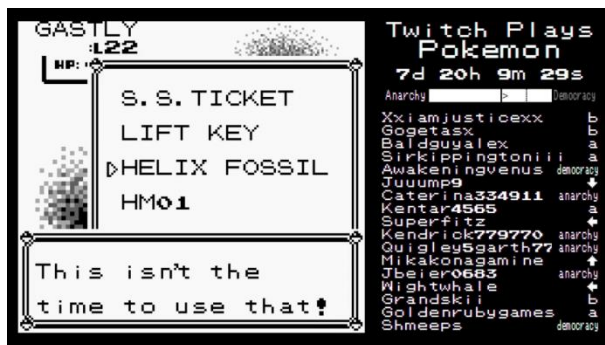 GASTLY
:L22
HP:
S.S.TICKET
LIFT KEY
▷HELIX FOSSIL
HM01
This isn't the
time to use that!
Twitch Plays
Pokemon
7d 20h 9m 29s
Anarchy > Democracy
Xxiamjusticexx b
Gogetasx b
Baldguyalex a
Sirkippingtoniii a
Awakeningvenus democracy
Juuump9 ↓
Caterina334911 anarchy
Kentar4565 a
Superfitz ←
Kendrick779770 anarchy
Quigley5garth77 anarchy
Mikakonagamine ↑
Jbeier0683 anarchy
Wightwhale ←
Grandskii b
Goldenrubygames a
Shmeeps democracy